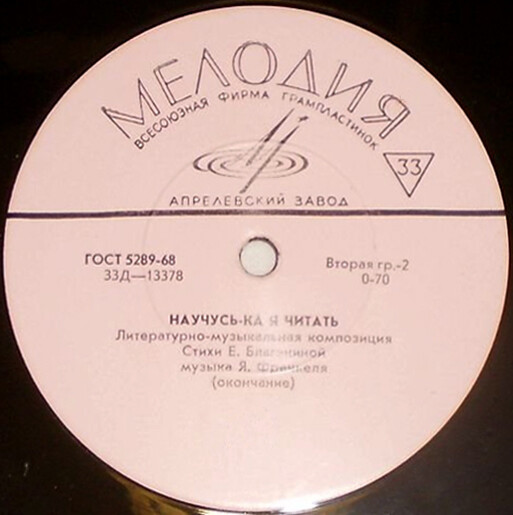 МЕЛОДИЯ
ВСЕСОЮЗНАЯ ФИРМА ГРАМПЛАСТИНОК
33
АПРЕЛЕВСКИЙ ЗАВОД
ГОСТ 5289-68
33Д—13378
Вторая гр.-2
0-70
НАУЧУСЬ-КА Я ЧИТАТЬ
Литературно-музыкальная композиция
Стихи Е. Благининой
музыка Я. Френкеля
(окончание)